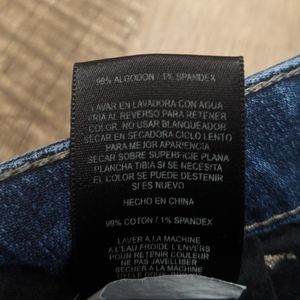 99% ALGODON / 1% SPANDEX
LAVAR EN LAVADORA CON AGUA
FRIA AL REVERSO PARA RETENER
COLOR. NO USAR BLANQUEADOR
SECAR EN SECADORA CICLO LENTO
PARA MEJOR APARIENCIA
SECAR SOBRE SUPERFICIE PLANA
PLANCHA TIBIA SI SE NECESITA
EL COLOR SE PUEDE DESTENIR
SI ES NUEVO
HECHO EN CHINA
99% COTON / 1% SPANDEX
LAVER A LA MACHINE
A L'EAU FROIDE L'ENVERS
POUR RETENIR COULEUR
NE PAS JAVELLISER
SECHER A LA MACHINE